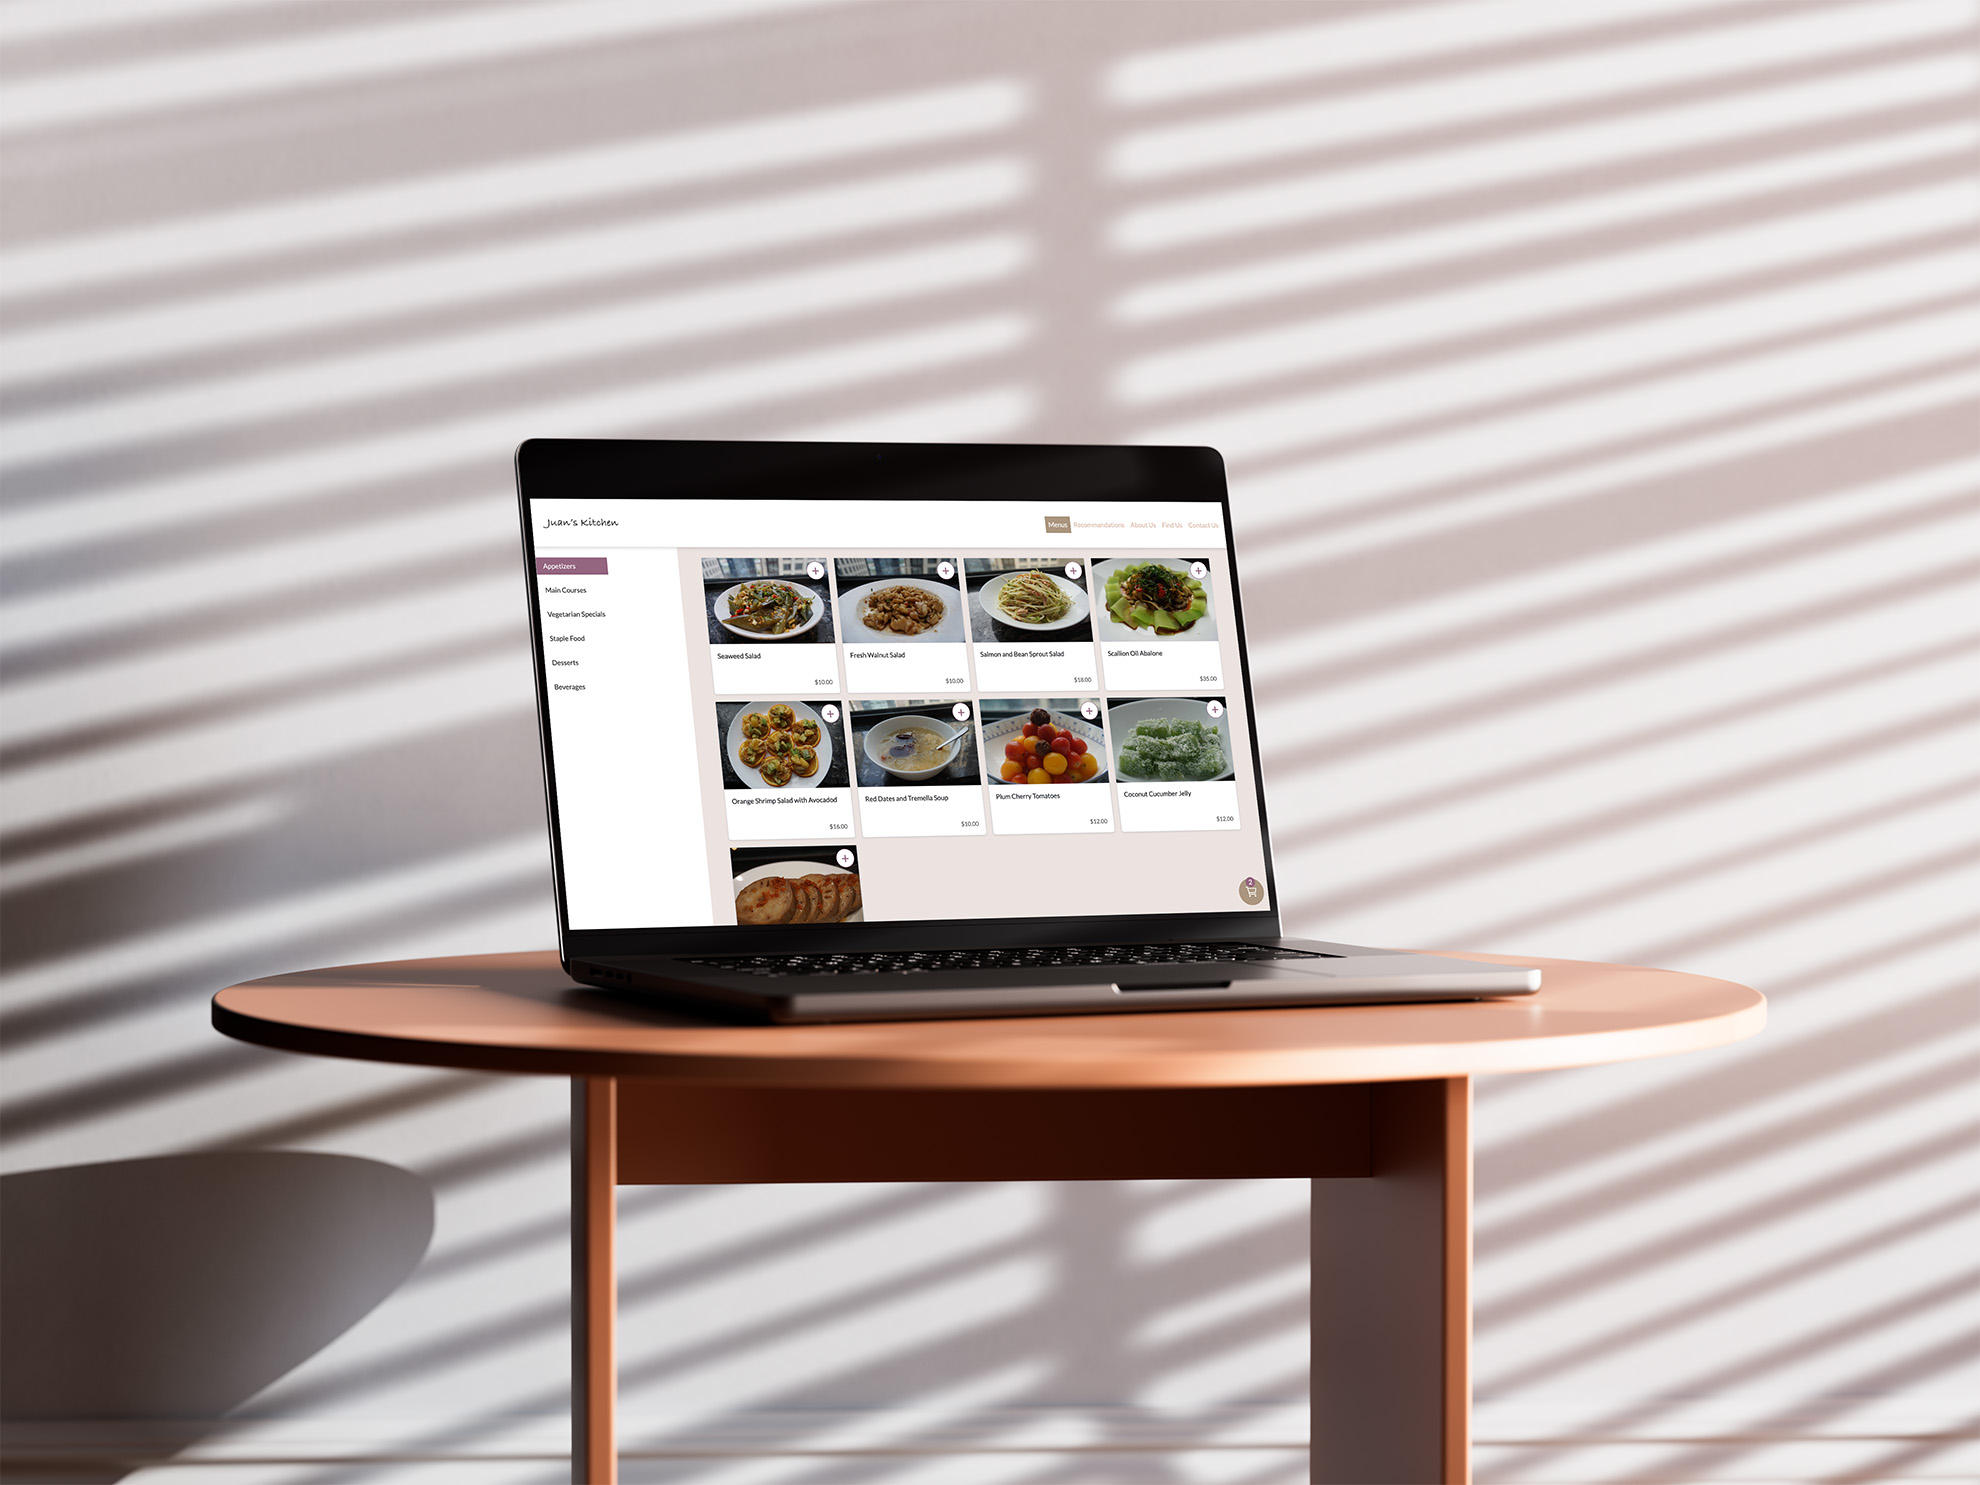 Juan's Kitchen
Menus Recommandations About Us Find Us Contact Us
Appetizers
Main Courses
Vegetarian Specials
Staple Food
Desserts
Beverages
Seaweed Salad
$10.00
Fresh Walnut Salad
$10.00
Salmon and Bean Sprout Salad
$18.00
Scallion Oil Abalone
$35.00
Orange Shrimp Salad with Avocadod
$16.00
Red Dates and Tremella Soup
$10.00
Plum Cherry Tomatoes
$12.00
Coconut Cucumber Jelly
$12.00
2